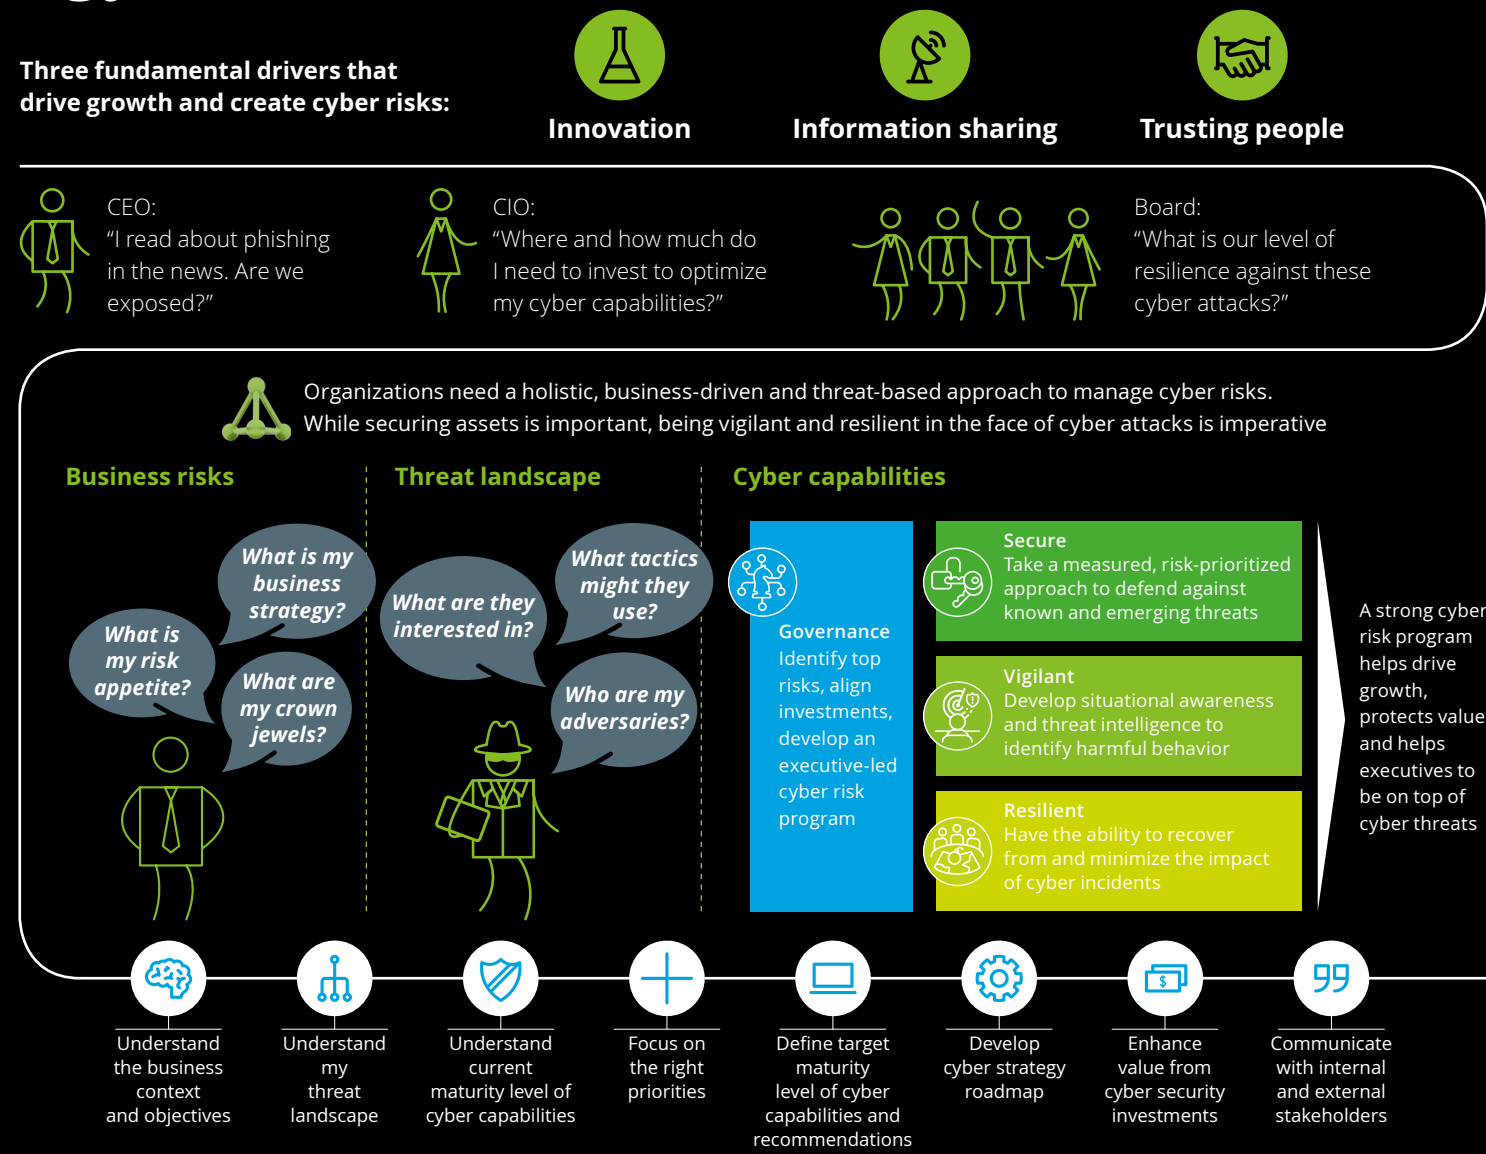 Three fundamental drivers that
drive growth and create cyber risks:
Innovation
Information sharing
Trusting people
CEO:
“I read about phishing
in the news. Are we
exposed?”
CIO:
“Where and how much do
I need to invest to optimize
my cyber capabilities?”
Board:
“What is our level of
resilience against these
cyber attacks?”
Organizations need a holistic, business-driven and threat-based approach to manage cyber risks.
While securing assets is important, being vigilant and resilient in the face of cyber attacks is imperative
Business risks
What is my
business
strategy?
What is
my risk
appetite?
What are
my crown
jewels?
Threat landscape
What tactics
might they
use?
What are they
interested in?
Who are my
adversaries?
Cyber capabilities
Governance
Identify top
risks, align
investments,
develop an
executive-led
cyber risk
program
Secure
Take a measured, risk-prioritized
approach to defend against
known and emerging threats
Vigilant
Develop situational awareness
and threat intelligence to
identify harmful behavior
Resilient
Have the ability to recover
from and minimize the impact
of cyber incidents
A strong cyber
risk program
helps drive
growth,
protects value
and helps
executives to
be on top of
cyber threats
$
Understand
the business
context
and objectives
Understand
my
threat
landscape
Understand
current
maturity level of
cyber capabilities
Focus on
the right
priorities
Define target
maturity
level of cyber
capabilities and
recommendations
Develop
cyber strategy
roadmap
Enhance
value from
cyber security
investments
Communicate
with internal
and external
stakeholders